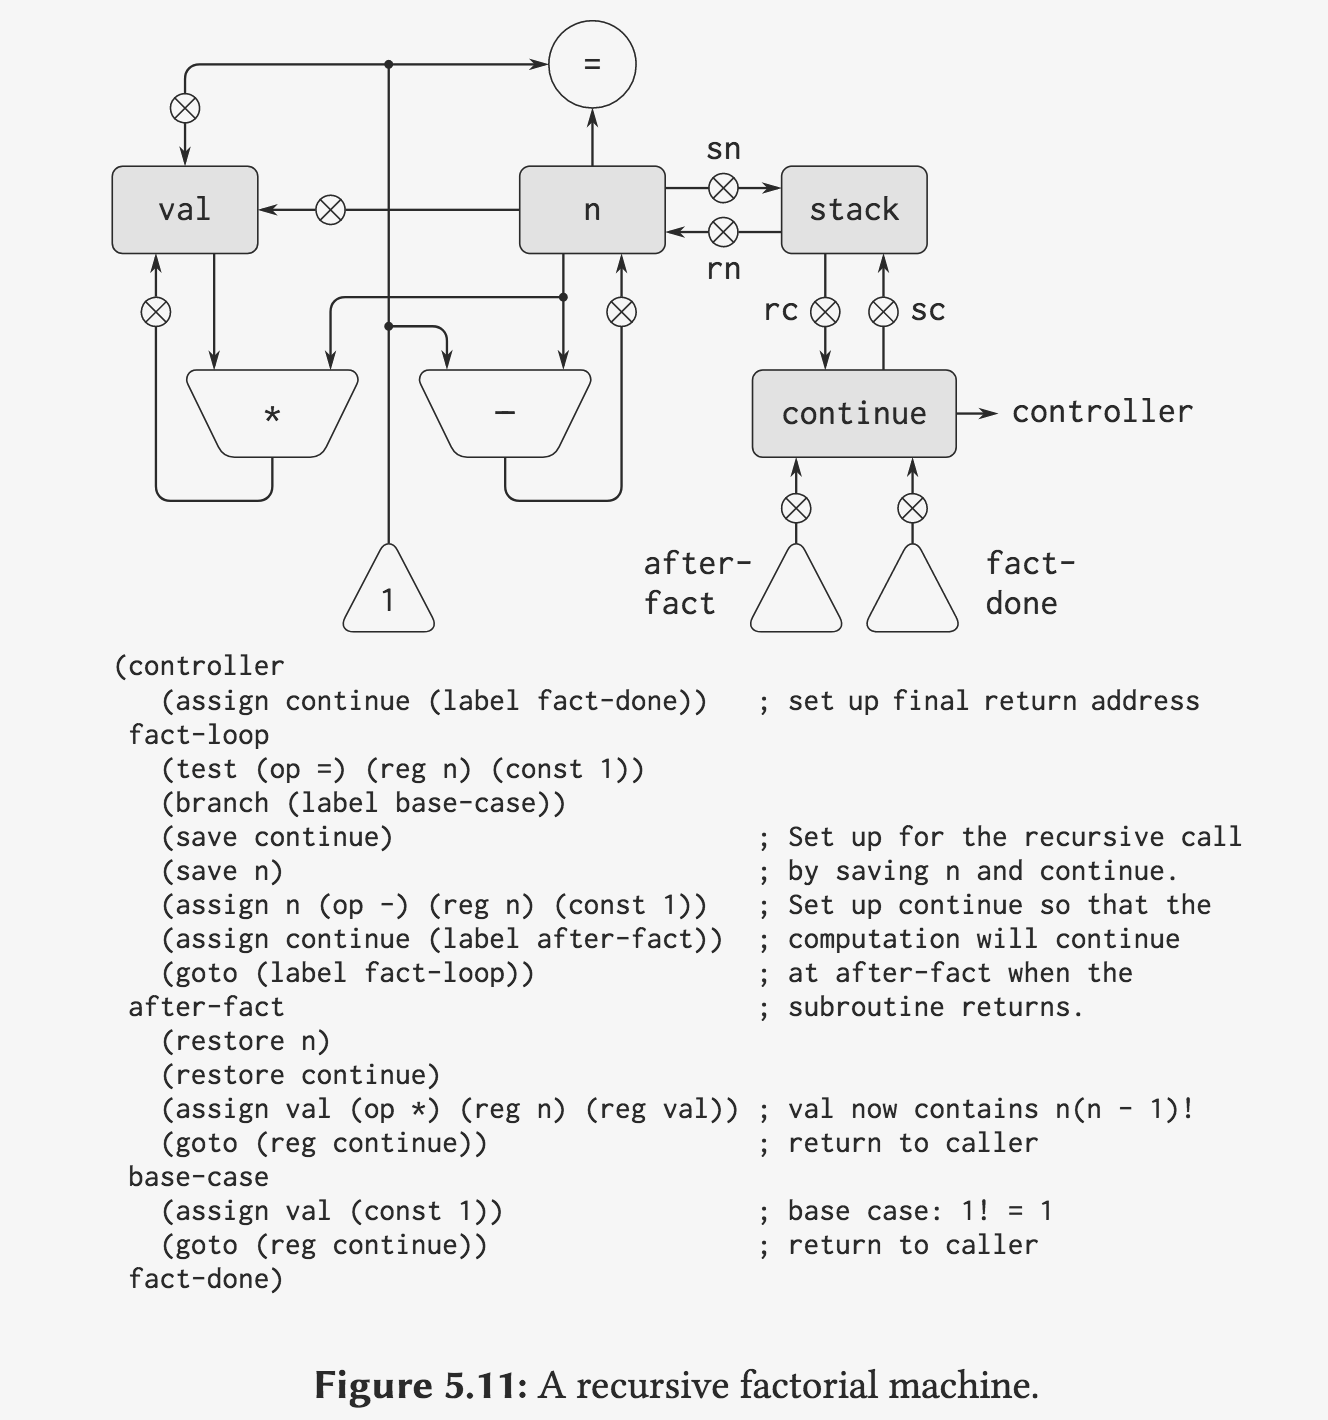 =
sn
val
n
stack
rn
rc
sc
*
−
continue
controller
1
after-
fact
fact-
done
(controller
(assign continue (label fact-done)) ; set up final return address
fact-loop
(test (op =) (reg n) (const 1))
(branch (label base-case))
(save continue) ; Set up for the recursive call
(save n) ; by saving n and continue.
(assign n (op -) (reg n) (const 1)) ; Set up continue so that the
(assign continue (label after-fact)) ; computation will continue
(goto (label fact-loop)) ; at after-fact when the
after-fact ; subroutine returns.
(restore n)
(restore continue)
(assign val (op *) (reg n) (reg val)) ; val now contains n(n - 1)!
(goto (reg continue)) ; return to caller
base-case
(assign val (const 1)) ; base case: 1! = 1
(goto (reg continue)) ; return to caller
fact-done)
Figure 5.11: A recursive factorial machine.